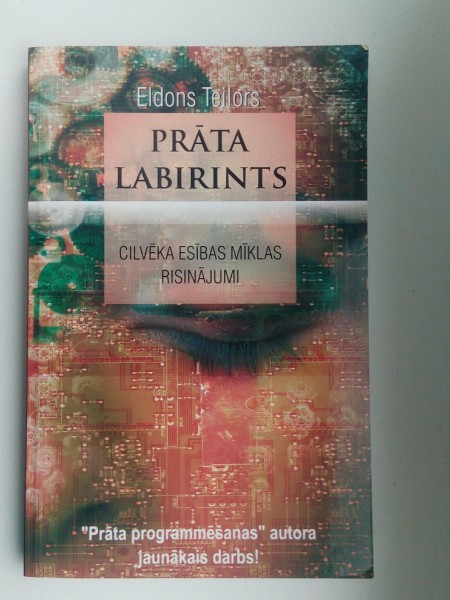 Eldons Teilors
PRĀTA
LABIRINTS
CILVĒKA ESĪBAS MĪKLAS
RISINĀJUMI
"Prāta programmēšanas" autora
jaunākais darbs!